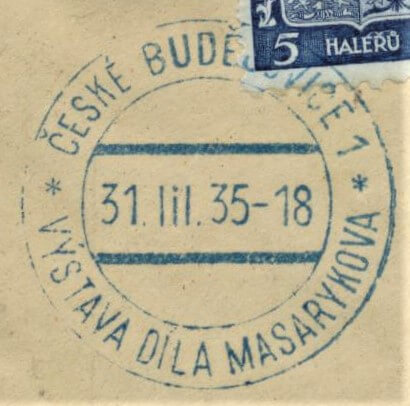 ČESKÉ BUDĚJOVICE 1
* 31. III. 35-18 *
VÝSTAVA DÍLA MASARYKOVA
5 HALÉŘŮ